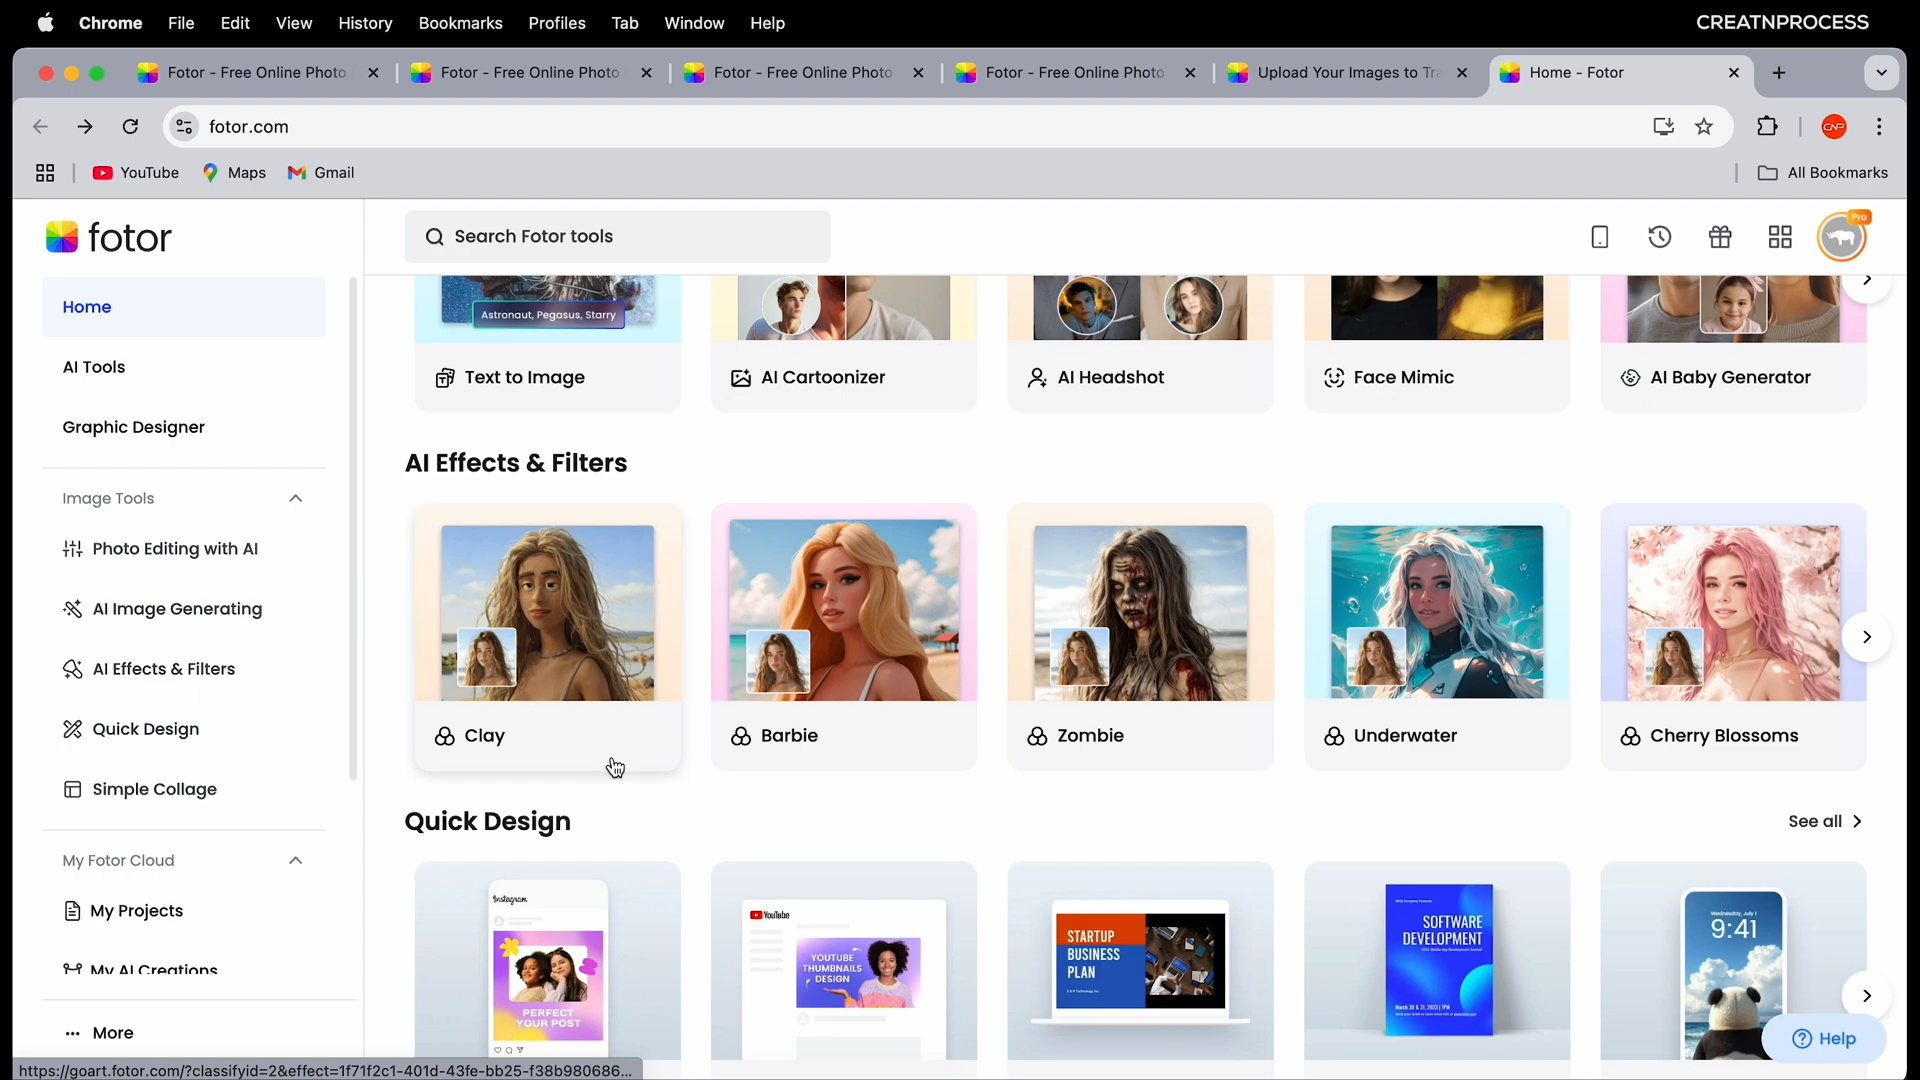 Chrome File Edit View History Bookmarks Profiles Tab Window Help
CREATNPROCESS
Fotor - Free Online Photo
Fotor - Free Online Photo
Fotor - Free Online Photo
Fotor - Free Online Photo
Upload Your Images to Tra
Home - Fotor
fotor.com
CNP
YouTube
Maps
Gmail
All Bookmarks
fotor
Search Fotor tools
Pro
Home
AI Tools
Graphic Designer
Image Tools
Photo Editing with AI
AI Image Generating
AI Effects & Filters
Quick Design
Simple Collage
My Fotor Cloud
My Projects
My AI Creations
More
Astronaut, Pegasus, Starry
Text to Image
AI Cartoonizer
AI Headshot
Face Mimic
AI Baby Generator
AI Effects & Filters
Clay
Barbie
Zombie
Underwater
Cherry Blossoms
Quick Design
See all
Instagram
PERFECT
YOUR POST
YouTube
YOUTUBE
THUMBNAILS
DESIGN
STARTUP
BUSINESS
PLAN
SOFTWARE
DEVELOPMENT
Wednesday, July 1
9:41
Help
https://goart.fotor.com/?classifyid=2&effect=1f71f2c1-401d-43fe-bb25-f38b980686...